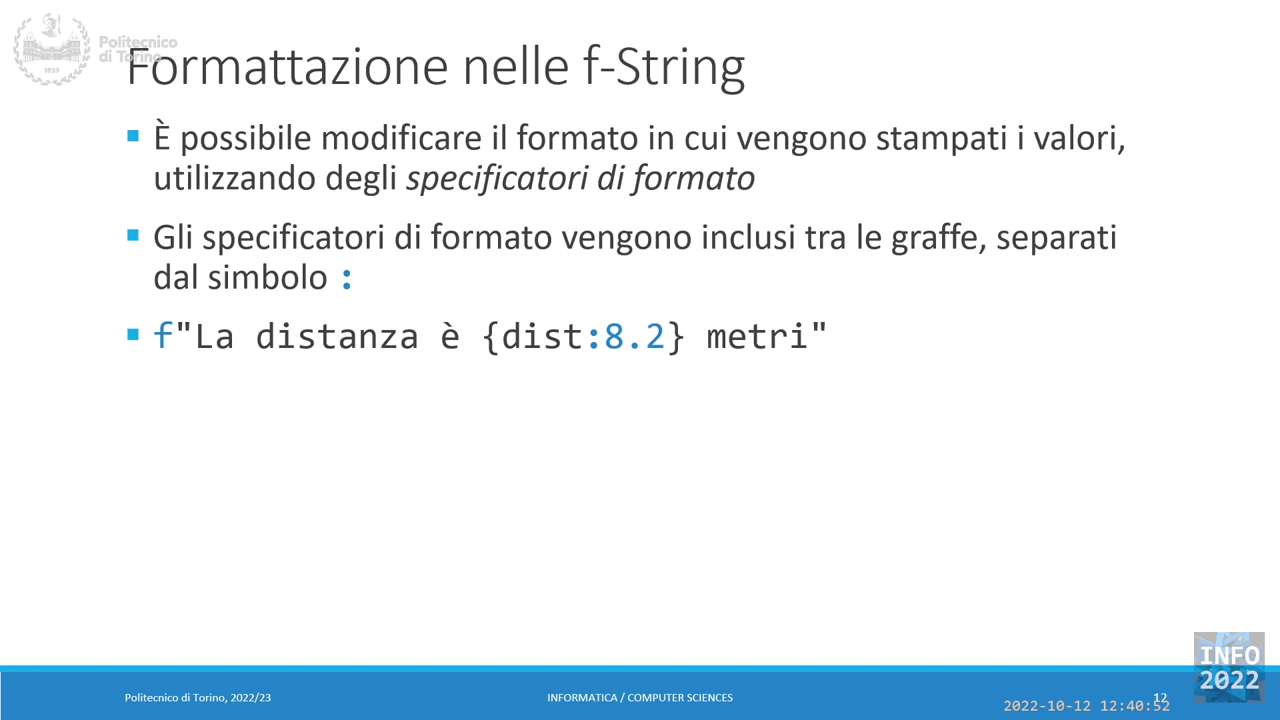 Politecnico
di Torino
1859
Formattazione nelle f-String
È possibile modificare il formato in cui vengono stampati i valori,
utilizzando degli specificatori di formato
Gli specificatori di formato vengono inclusi tra le graffe, separati
dal simbolo :
f"La distanza è {dist:8.2} metri"
INFO
2022
Politecnico di Torino, 2022/23
INFORMATICA / COMPUTER SCIENCES
12
2022-10-12 12:40:52